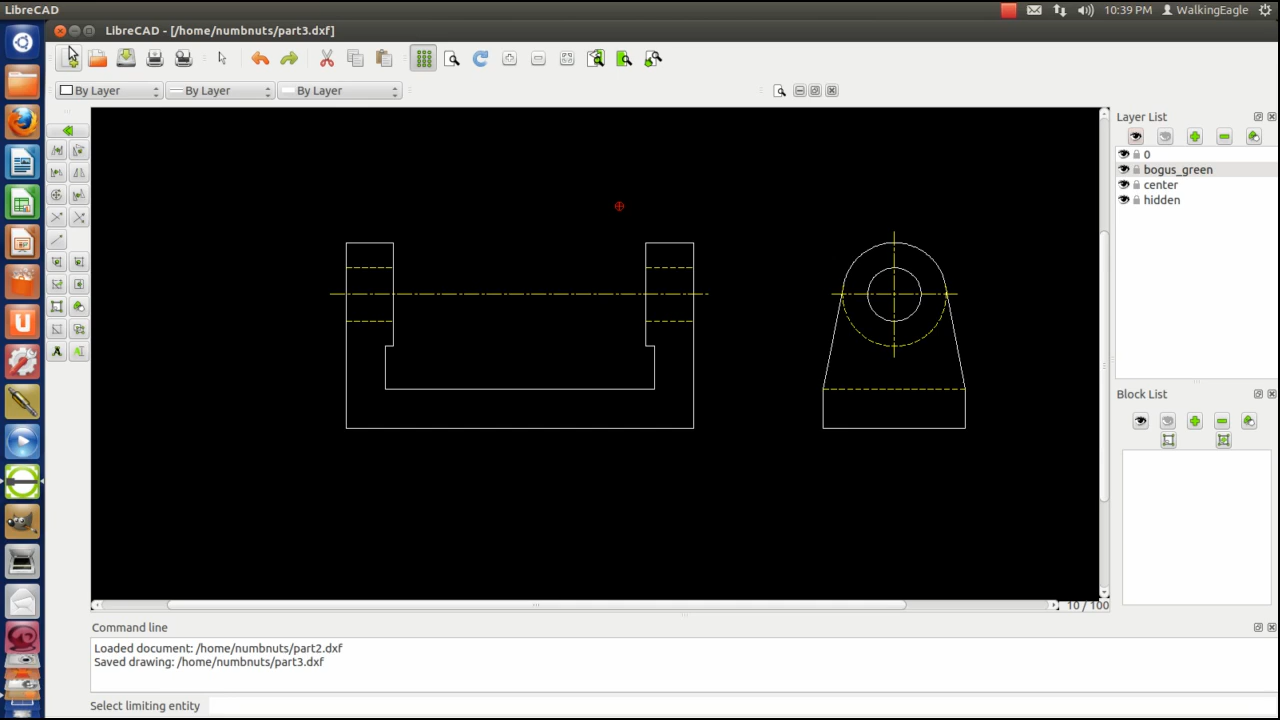 LibreCAD
10:39 PM
WalkingEagle
LibreCAD - [/home/numbnuts/part3.dxf]
By Layer
By Layer
By Layer
Layer List
0
bogus_green
center
hidden
Block List
10 / 100
Command line
Loaded document: /home/numbnuts/part2.dxf
Saved drawing: /home/numbnuts/part3.dxf
Select limiting entity